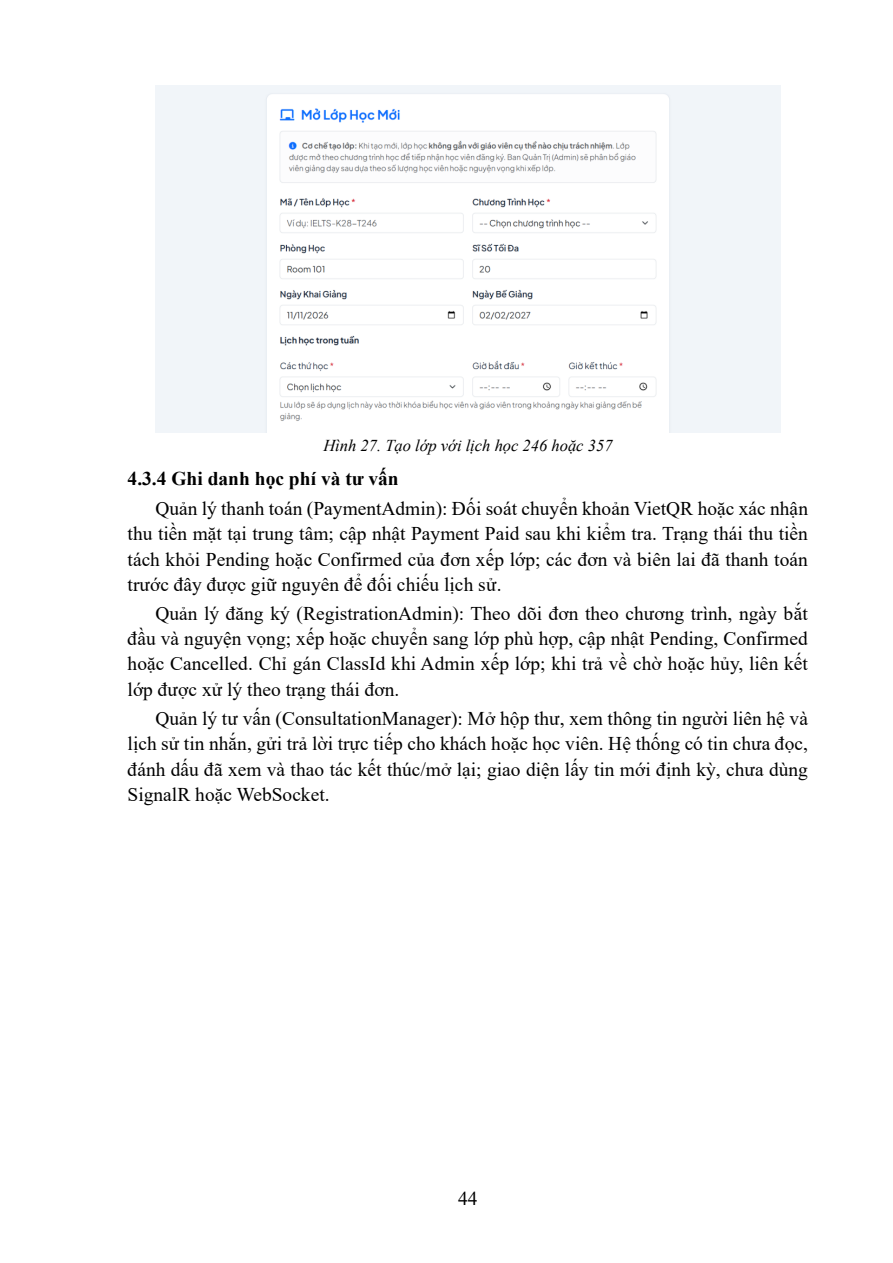 Mở Lớp Học Mới
Cơ chế tạo lớp: Khi tạo mới, lớp học không gắn với giáo viên cụ thể nào chịu trách nhiệm. Lớp
được mở theo chương trình học để tiếp nhận học viên đăng ký. Ban Quản Trị (Admin) sẽ phân bổ giáo
viên giảng dạy sau dựa theo số lượng học viên hoặc nguyện vọng khi xếp lớp.
Mã / Tên Lớp Học * Chương Trình Học *
Ví dụ: IELTS-K28-T246 -- Chọn chương trình học --
Phòng Học Sĩ Số Tối Đa
Room 101 20
Ngày Khai Giảng Ngày Bế Giảng
11/11/2026 02/02/2027
Lịch học trong tuần
Các thứ học * Giờ bắt đầu * Giờ kết thúc *
Chọn lịch học --:-- -- --:-- --
Lưu lớp sẽ áp dụng lịch này vào thời khóa biểu học viên và giáo viên trong khoảng ngày khai giảng đến bế
giảng.
Hình 27. Tạo lớp với lịch học 246 hoặc 357
4.3.4 Ghi danh học phí và tư vấn
Quản lý thanh toán (PaymentAdmin): Đối soát chuyển khoản VietQR hoặc xác nhận
thu tiền mặt tại trung tâm; cập nhật Payment Paid sau khi kiểm tra. Trạng thái thu tiền
tách khỏi Pending hoặc Confirmed của đơn xếp lớp; các đơn và biên lai đã thanh toán
trước đây được giữ nguyên để đối chiếu lịch sử.
Quản lý đăng ký (RegistrationAdmin): Theo dõi đơn theo chương trình, ngày bắt
đầu và nguyện vọng; xếp hoặc chuyển sang lớp phù hợp, cập nhật Pending, Confirmed
hoặc Cancelled. Chỉ gán ClassId khi Admin xếp lớp; khi trả về chờ hoặc hủy, liên kết
lớp được xử lý theo trạng thái đơn.
Quản lý tư vấn (ConsultationManager): Mở hộp thư, xem thông tin người liên hệ và
lịch sử tin nhắn, gửi trả lời trực tiếp cho khách hoặc học viên. Hệ thống có tin chưa đọc,
đánh dấu đã xem và thao tác kết thúc/mở lại; giao diện lấy tin mới định kỳ, chưa dùng
SignalR hoặc WebSocket.
44